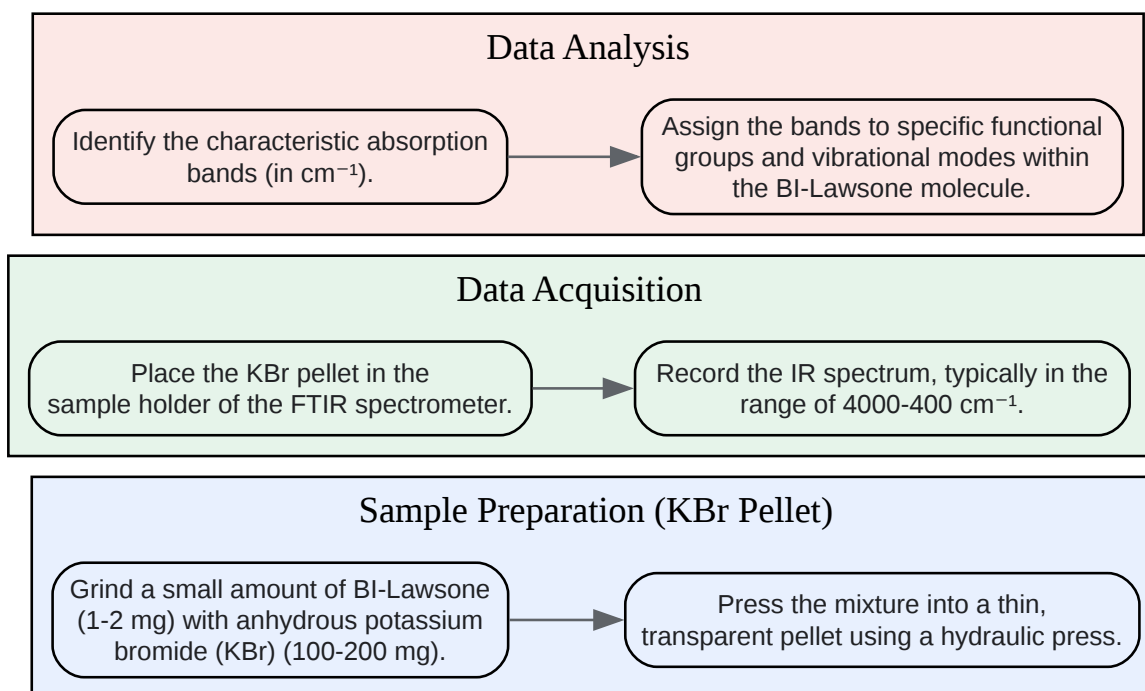 Data Analysis
Identify the characteristic absorption
bands (in cm⁻¹).
Assign the bands to specific functional
groups and vibrational modes within
the BI-Lawsone molecule.
Data Acquisition
Place the KBr pellet in the
sample holder of the FTIR spectrometer.
Record the IR spectrum, typically in the
range of 4000-400 cm⁻¹.
Sample Preparation (KBr Pellet)
Grind a small amount of BI-Lawsone
(1-2 mg) with anhydrous potassium
bromide (KBr) (100-200 mg).
Press the mixture into a thin,
transparent pellet using a hydraulic press.